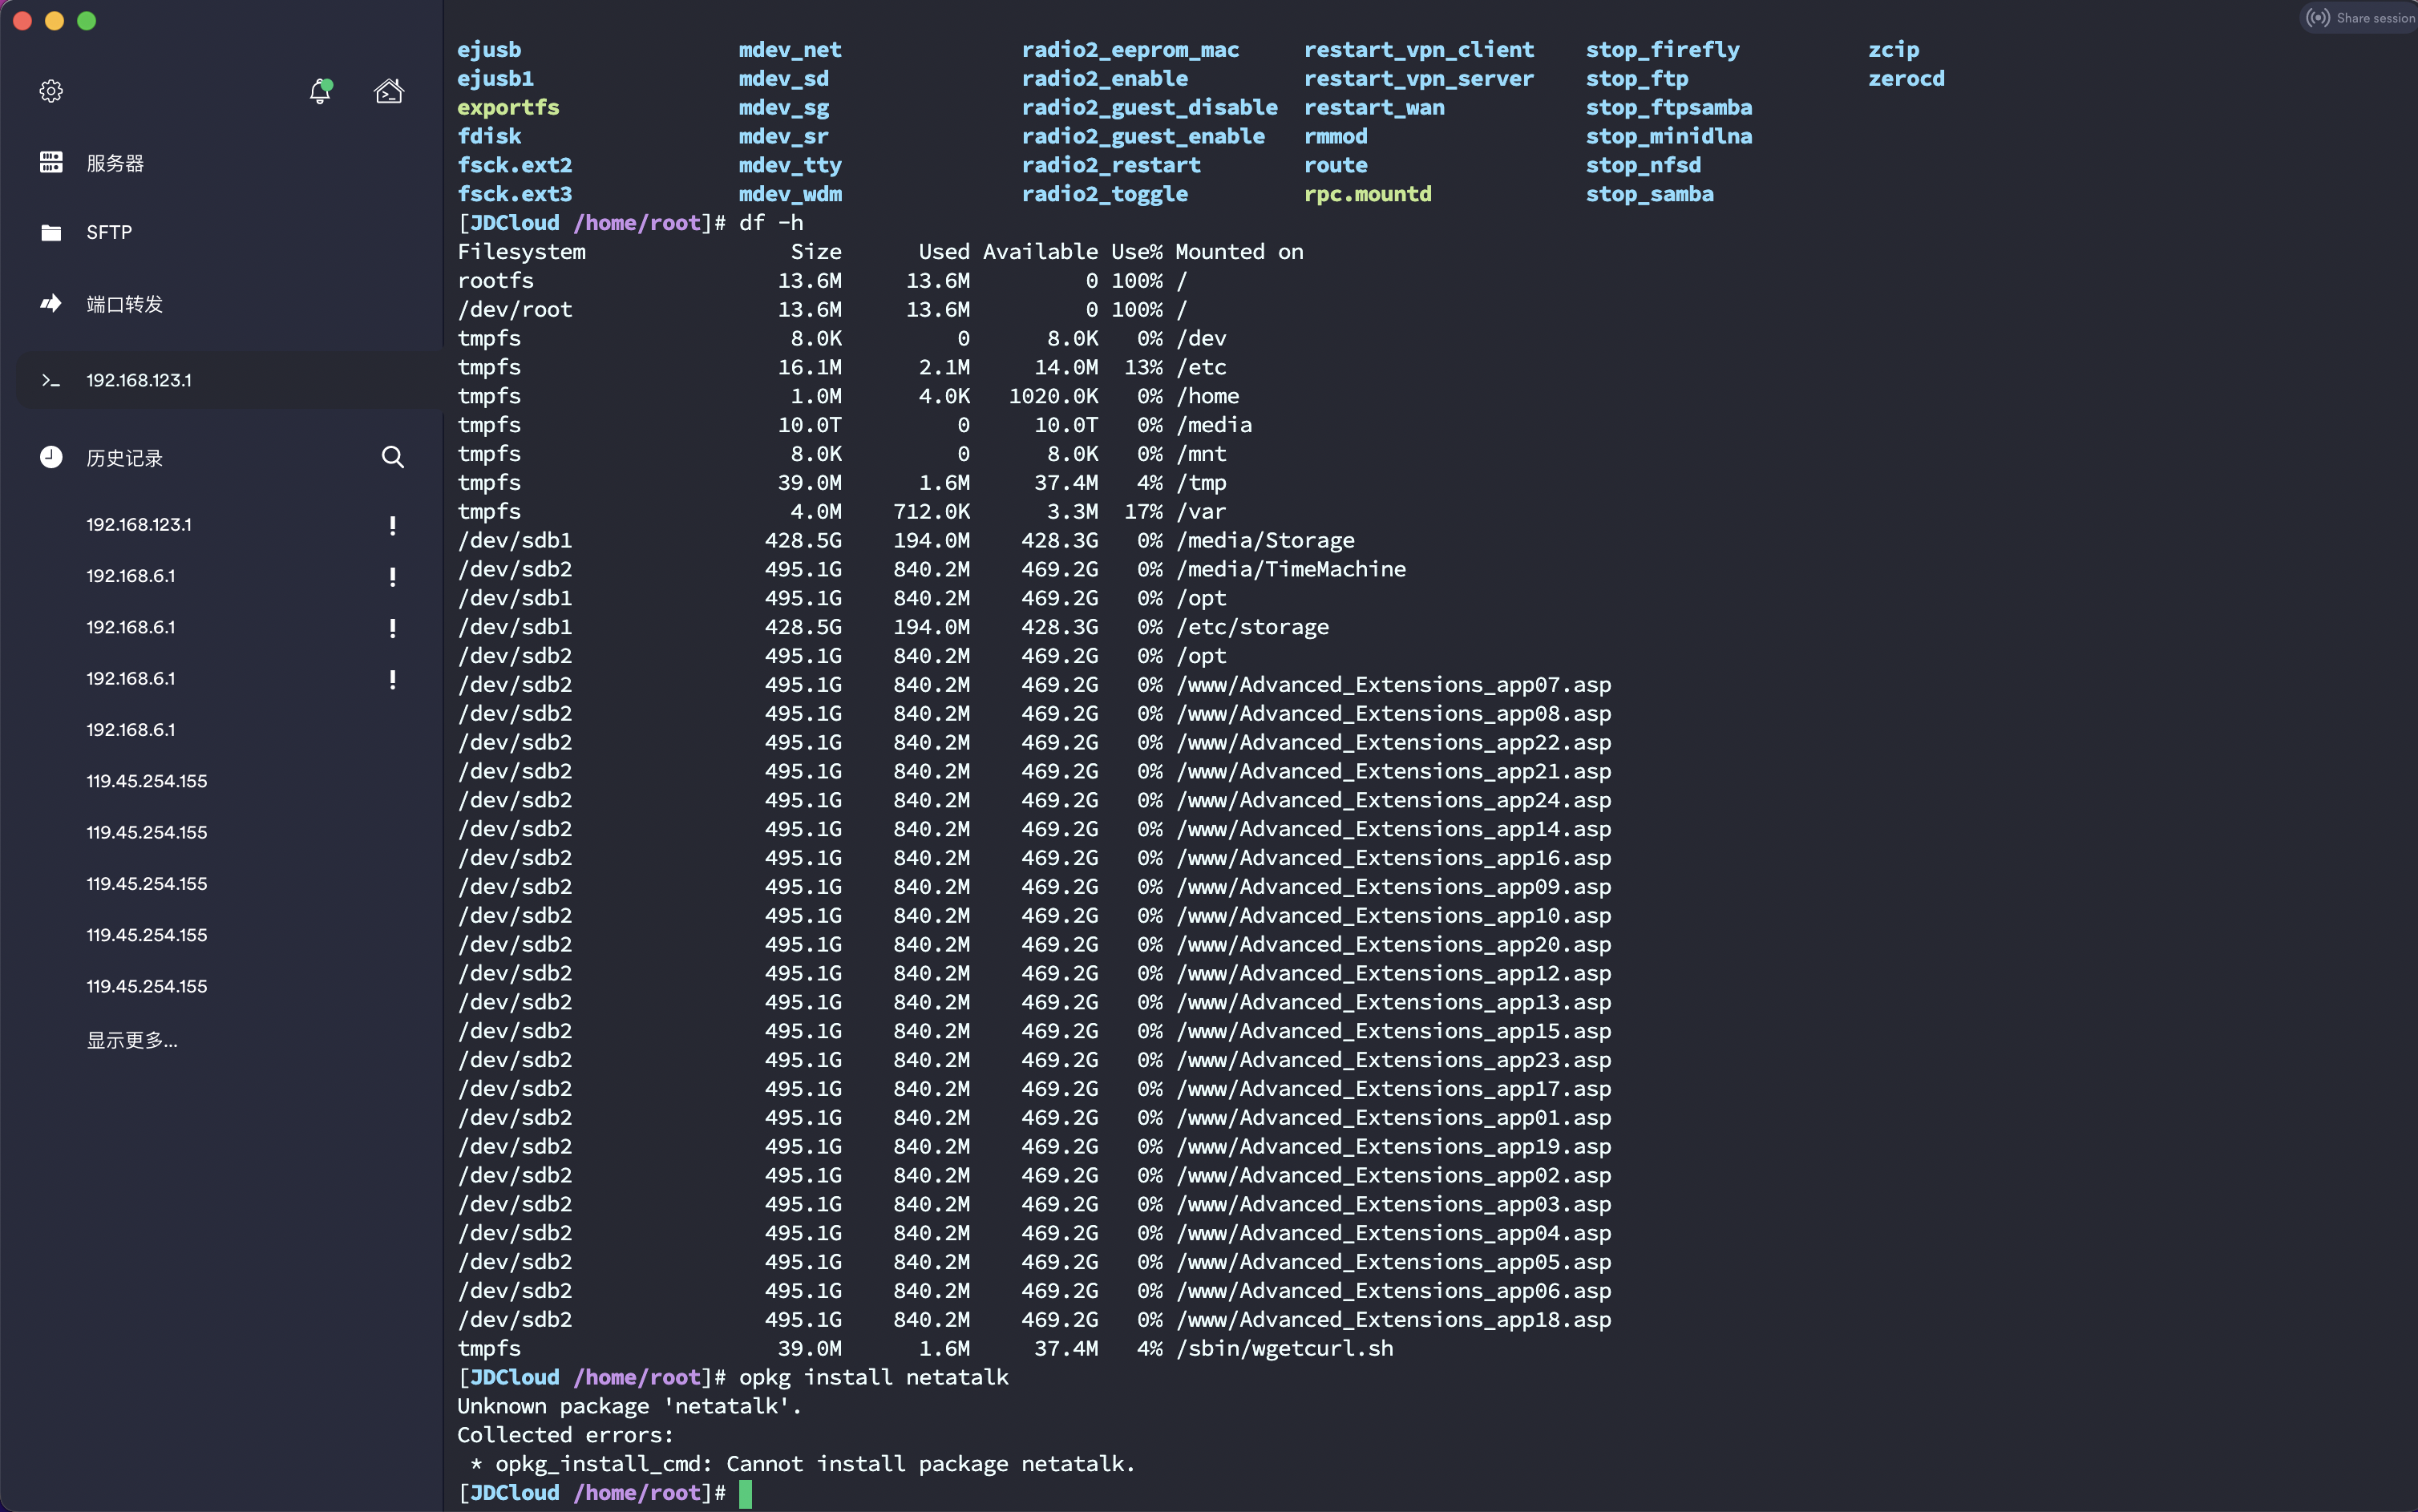 Share session
服务器
SFTP
端口转发
192.168.123.1
历史记录
192.168.123.1
192.168.6.1
192.168.6.1
192.168.6.1
192.168.6.1
119.45.254.155
119.45.254.155
119.45.254.155
119.45.254.155
119.45.254.155
显示更多...
ejusb mdev_net radio2_eeprom_mac restart_vpn_client stop_firefly zcip
ejusb1 mdev_sd radio2_enable restart_vpn_server stop_ftp zerocd
exportfs mdev_sg radio2_guest_disable restart_wan stop_ftpsamba
fdisk mdev_sr radio2_guest_enable rmmod stop_minidlna
fsck.ext2 mdev_tty radio2_restart route stop_nfsd
fsck.ext3 mdev_wdm radio2_toggle rpc.mountd stop_samba
[JDCloud /home/root]# df -h
Filesystem Size Used Available Use% Mounted on
rootfs 13.6M 13.6M 0 100% /
/dev/root 13.6M 13.6M 0 100% /
tmpfs 8.0K 0 8.0K 0% /dev
tmpfs 16.1M 2.1M 14.0M 13% /etc
tmpfs 1.0M 4.0K 1020.0K 0% /home
tmpfs 10.0T 0 10.0T 0% /media
tmpfs 8.0K 0 8.0K 0% /mnt
tmpfs 39.0M 1.6M 37.4M 4% /tmp
tmpfs 4.0M 712.0K 3.3M 17% /var
/dev/sdb1 428.5G 194.0M 428.3G 0% /media/Storage
/dev/sdb2 495.1G 840.2M 469.2G 0% /media/TimeMachine
/dev/sdb1 495.1G 840.2M 469.2G 0% /opt
/dev/sdb1 428.5G 194.0M 428.3G 0% /etc/storage
/dev/sdb2 495.1G 840.2M 469.2G 0% /opt
/dev/sdb2 495.1G 840.2M 469.2G 0% /www/Advanced_Extensions_app07.asp
/dev/sdb2 495.1G 840.2M 469.2G 0% /www/Advanced_Extensions_app08.asp
/dev/sdb2 495.1G 840.2M 469.2G 0% /www/Advanced_Extensions_app22.asp
/dev/sdb2 495.1G 840.2M 469.2G 0% /www/Advanced_Extensions_app21.asp
/dev/sdb2 495.1G 840.2M 469.2G 0% /www/Advanced_Extensions_app24.asp
/dev/sdb2 495.1G 840.2M 469.2G 0% /www/Advanced_Extensions_app14.asp
/dev/sdb2 495.1G 840.2M 469.2G 0% /www/Advanced_Extensions_app16.asp
/dev/sdb2 495.1G 840.2M 469.2G 0% /www/Advanced_Extensions_app09.asp
/dev/sdb2 495.1G 840.2M 469.2G 0% /www/Advanced_Extensions_app10.asp
/dev/sdb2 495.1G 840.2M 469.2G 0% /www/Advanced_Extensions_app20.asp
/dev/sdb2 495.1G 840.2M 469.2G 0% /www/Advanced_Extensions_app12.asp
/dev/sdb2 495.1G 840.2M 469.2G 0% /www/Advanced_Extensions_app13.asp
/dev/sdb2 495.1G 840.2M 469.2G 0% /www/Advanced_Extensions_app15.asp
/dev/sdb2 495.1G 840.2M 469.2G 0% /www/Advanced_Extensions_app23.asp
/dev/sdb2 495.1G 840.2M 469.2G 0% /www/Advanced_Extensions_app17.asp
/dev/sdb2 495.1G 840.2M 469.2G 0% /www/Advanced_Extensions_app01.asp
/dev/sdb2 495.1G 840.2M 469.2G 0% /www/Advanced_Extensions_app19.asp
/dev/sdb2 495.1G 840.2M 469.2G 0% /www/Advanced_Extensions_app02.asp
/dev/sdb2 495.1G 840.2M 469.2G 0% /www/Advanced_Extensions_app03.asp
/dev/sdb2 495.1G 840.2M 469.2G 0% /www/Advanced_Extensions_app04.asp
/dev/sdb2 495.1G 840.2M 469.2G 0% /www/Advanced_Extensions_app05.asp
/dev/sdb2 495.1G 840.2M 469.2G 0% /www/Advanced_Extensions_app06.asp
/dev/sdb2 495.1G 840.2M 469.2G 0% /www/Advanced_Extensions_app18.asp
tmpfs 39.0M 1.6M 37.4M 4% /sbin/wgetcurl.sh
[JDCloud /home/root]# opkg install netatalk
Unknown package 'netatalk'.
Collected errors:
* opkg_install_cmd: Cannot install package netatalk.
[JDCloud /home/root]#